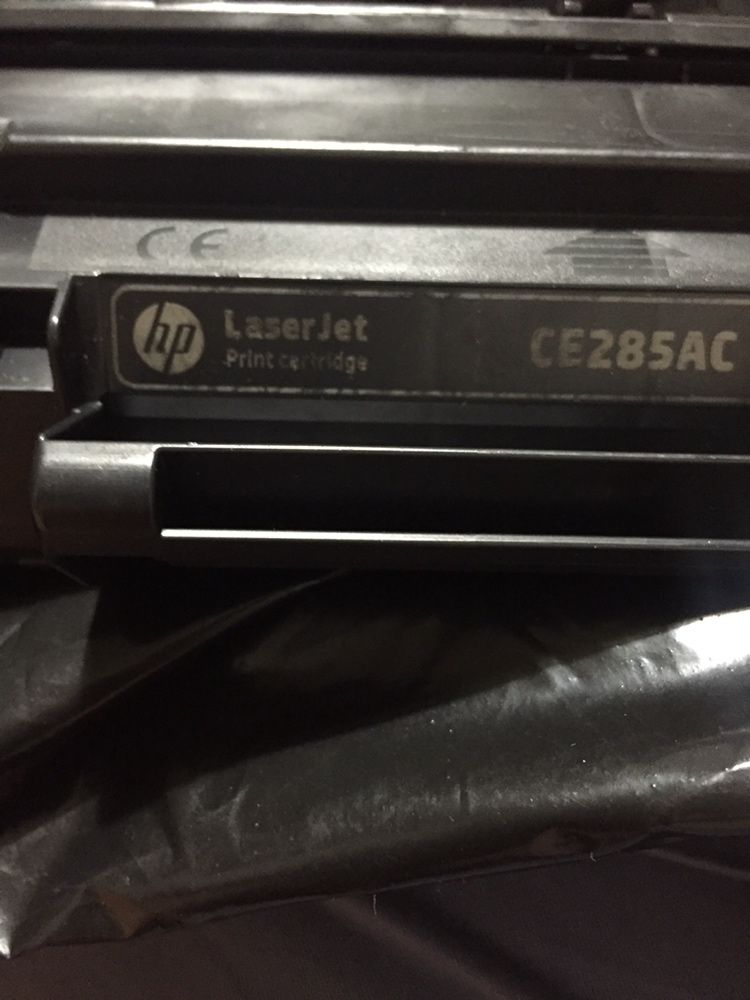 CE
hp LaserJet CE285AC
Print cartridge